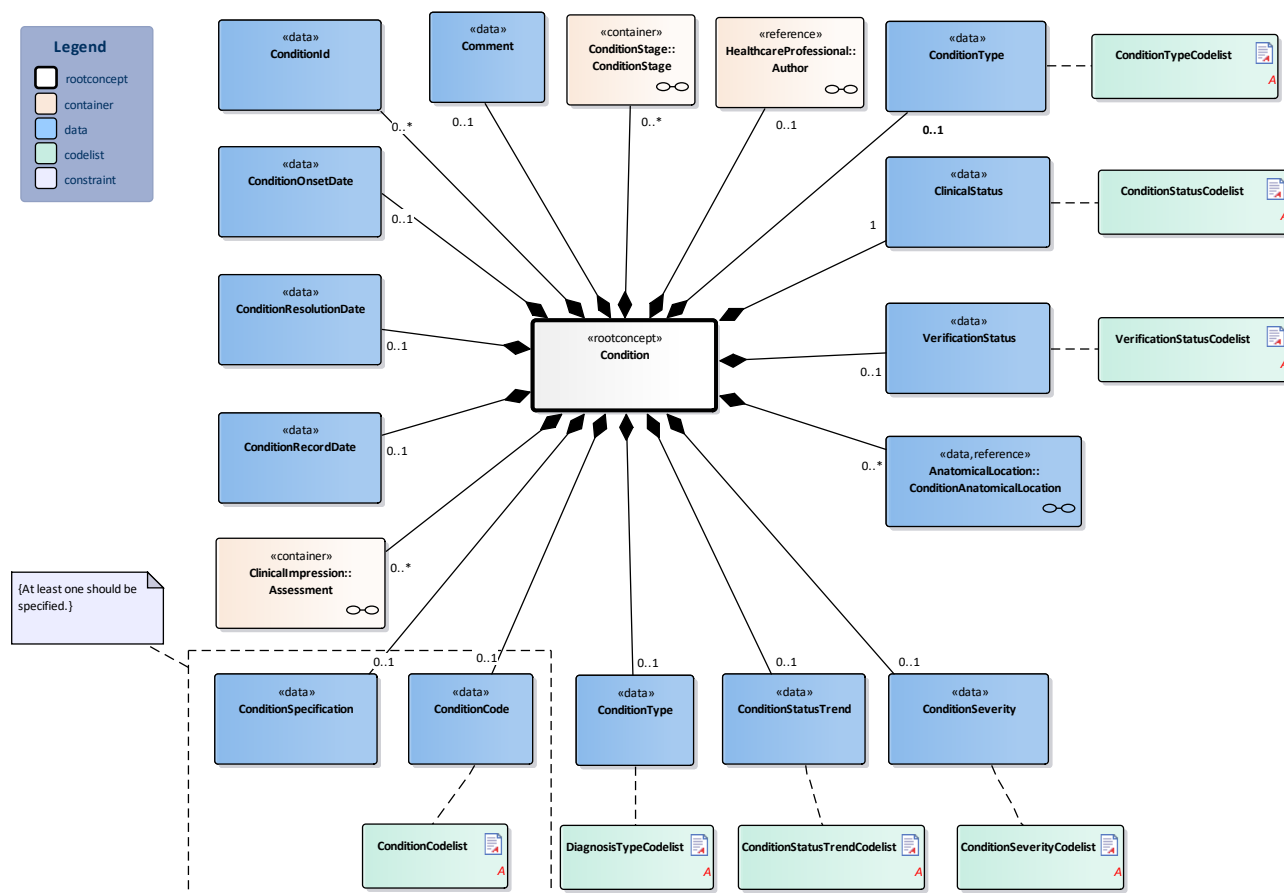 Legend
rootconcept
container
data
codelist
constraint
«data»
ConditionId
0..*
«data»
Comment
0..1
«container»
ConditionStage::
ConditionStage
0..*
«reference»
HealthcareProfessional::
Author
0..1
«data»
ConditionType
0..1
ConditionTypeCodelist
A
«data»
ConditionOnsetDate
0..1
«data»
ClinicalStatus
1
ConditionStatusCodelist
A
«data»
ConditionResolutionDate
0..1
«rootconcept»
Condition
«data»
VerificationStatus
0..1
VerificationStatusCodelist
A
«data»
ConditionRecordDate
0..1
«data,reference»
AnatomicalLocation::
ConditionAnatomicalLocation
0..*
«container»
ClinicalImpression::
Assessment
0..*
{At least one should be
specified.}
0..1
«data»
ConditionSpecification
0..1
«data»
ConditionCode
0..1
«data»
ConditionType
0..1
«data»
ConditionStatusTrend
0..1
«data»
ConditionSeverity
ConditionCodelist
A
DiagnosisTypeCodelist
A
ConditionStatusTrendCodelist
A
ConditionSeverityCodelist
A